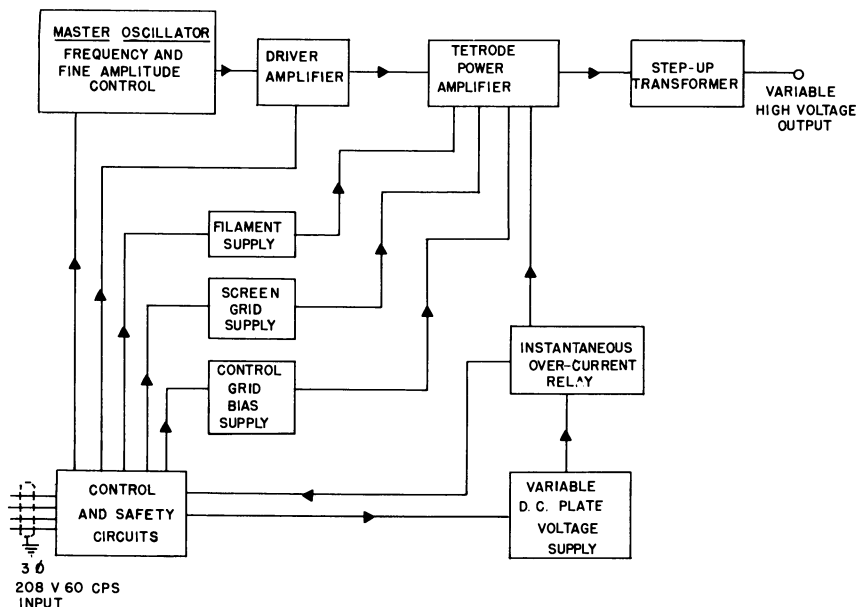 MASTER OSCILLATOR
FREQUENCY AND
FINE AMPLITUDE
CONTROL
DRIVER
AMPLIFIER
TETRODE
POWER
AMPLIFIER
STEP-UP
TRANSFORMER
VARIABLE
HIGH VOLTAGE
OUTPUT
FILAMENT
SUPPLY
SCREEN
GRID
SUPPLY
CONTROL
GRID
BIAS
SUPPLY
INSTANTANEOUS
OVER-CURRENT
RELAY
CONTROL
AND SAFETY
CIRCUITS
VARIABLE
D.C. PLATE
VOLTAGE
SUPPLY
3 Ø
208 V 60 CPS
INPUT